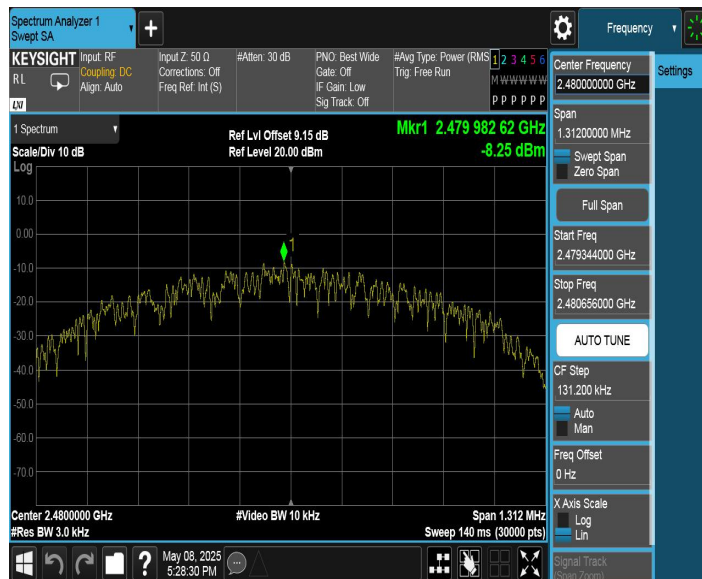 Spectrum Analyzer 1
Swept SA
+
Frequency
KEYSIGHT
RL
LXI
Input: RF
Coupling: DC
Align: Auto
Input Z: 50 Ω
Corrections: Off
Freq Ref: Int (S)
#Atten: 30 dB
PNO: Best Wide
Gate: Off
IF Gain: Low
Sig Track: Off
#Avg Type: Power (RMS
Trig: Free Run
1 2 3 4 5 6
M W W W W W
P P P P P P
1 Spectrum
Scale/Div 10 dB
Ref Lvl Offset 9.15 dB
Ref Level 20.00 dBm
Mkr1 2.479 982 62 GHz
-8.25 dBm
Log
10.0
0.00
-10.0
-20.0
-30.0
-40.0
-50.0
-60.0
-70.0
1
Center 2.4800000 GHz
#Res BW 3.0 kHz
#Video BW 10 kHz
Span 1.312 MHz
Sweep 140 ms (30000 pts)
May 08, 2025
5:28:30 PM
?
Center Frequency
2.480000000 GHz
Settings
Span
1.31200000 MHz
Swept Span
Zero Span
Full Span
Start Freq
2.479344000 GHz
Stop Freq
2.480656000 GHz
AUTO TUNE
CF Step
131.200 kHz
Auto
Man
Freq Offset
0 Hz
X Axis Scale
Log
Lin
Signal Track
(Span Zoom)